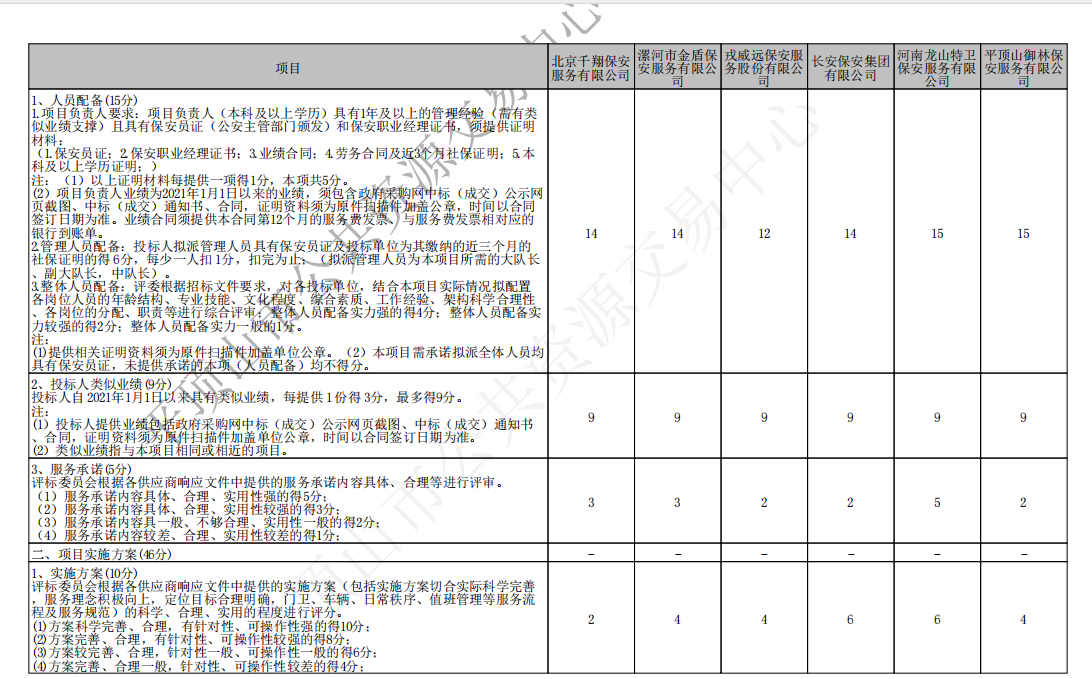 项目
北京千翔保安
服务有限公司
漯河市金盾保
安服务有限公
司
戎威远保安服
务股份有限公
司
长安保安集团
有限公司
河南龙山特卫
保安服务有限
公司
平顶山御林保
安服务有限公
司
1、人员配备(15分)
1.项目负责人要求：项目负责人（本科及以上学历）具有1年及以上的管理经验（需有类
似业绩支撑）且具有保安员证（公安主管部门颁发）和保安职业经理证书，须提供证明
材料：
（1.保安员证；2.保安职业经理证书；3.业绩合同；4.劳务合同及近3个月社保证明；5.本
科及以上学历证明；）
注：（1）以上证明材料每提供一项得1分，本项共5分。
(2）项目负责人业绩为2021年1月1日以来的业绩，须包含政府采购网中标（成交）公示网
页截图、中标（成交）通知书、合同，证明资料须为原件扫描件加盖公章，时间以合同
签订日期为准。业绩合同须提供本合同第12个月的服务费发票、与服务费发票相对应的
银行到账单。
2.管理人员配备：投标人拟派管理人员具有保安员证及投标单位为其缴纳的近三个月的
社保证明的得 6分，每少一人扣 1分，扣完为止；（拟派管理人员为本项目所需的大队长
、副大队长，中队长）。
3.整体人员配备：评委根据招标文件要求，对各投标单位，结合本项目实际情况拟配置
各岗位人员的年龄结构、专业技能、文化程度、综合素质、工作经验、架构科学合理性
、各岗位的分配、职责等进行综合评审：整体人员配备实力强的得4分；整体人员配备实
力较强的得2分；整体人员配备实力一般的1分。
注：
(1)提供相关证明资料须为原件扫描件加盖单位公章。（2）本项目需承诺拟派全体人员均
具有保安员证，未提供承诺的本项（人员配备）均不得分。
14
14
12
14
15
15
2、投标人类似业绩(9分)
投标人自 2021年1月1日以来具有类似业绩，每提供 1份得 3分，最多得9分。
注：
(1）投标人提供业绩包括政府采购网中标（成交）公示网页截图、中标（成交）通知书
、合同，证明资料须为原件扫描件加盖单位公章，时间以合同签订日期为准。
(2）类似业绩指与本项目相同或相近的项目。
9
9
9
9
9
9
3、服务承诺(5分)
评标委员会根据各供应商响应文件中提供的服务承诺内容具体、合理等进行评审。
（1）服务承诺内容具体、合理、实用性强的得5分；
（2）服务承诺内容具体、合理、实用性较强的得3分；
（3）服务承诺内容具一般、不够合理、实用性一般的得2分；
（4）服务承诺内容较差、合理、实用性较差的得1分；
3
3
2
2
5
2
二、项目实施方案(46分)
—
—
—
—
—
—
1、实施方案(10分)
评标委员会根据各供应商响应文件中提供的实施方案（包括实施方案切合实际科学完善
，服务理念积极向上，定位目标合理明确，门卫、车辆、日常秩序、值班管理等服务流
程及服务规范）的科学、合理、实用的程度进行评分。
(1)方案科学完善、合理，有针对性、可操作性强的得10分；
(2)方案完善、合理，有针对性、可操作性较强的得8分；
(3)方案较完善、合理，针对性一般、可操作性一般的得6分；
(4)方案完善、合理一般，针对性、可操作性较差的得4分；
2
4
4
6
6
4
平顶山市公共资源交易中心
顶山市公共资源交易中心